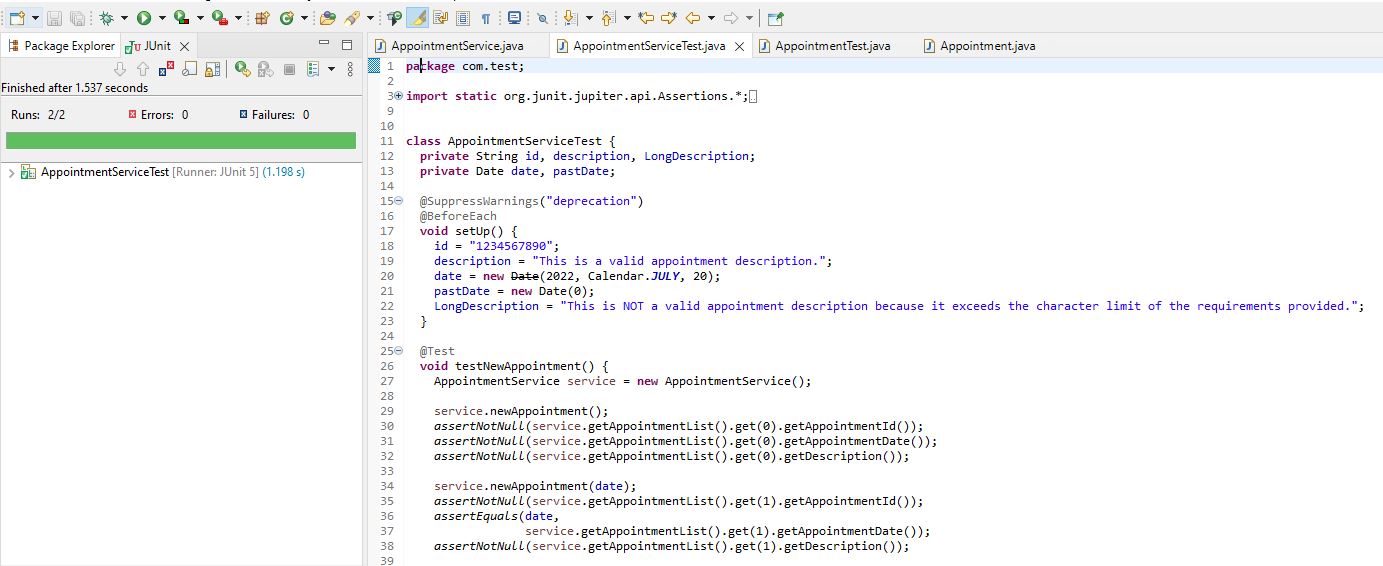 Package Explorer JUnit
Finished after 1.537 seconds
Runs: 2/2 Errors: 0 Failures: 0
AppointmentServiceTest [Runner: JUnit 5] (1.198 s)
AppointmentService.java AppointmentServiceTest.java AppointmentTest.java Appointment.java
1 package com.test;
2
3 import static org.junit.jupiter.api.Assertions.*;
9
10
11 class AppointmentServiceTest {
12 private String id, description, LongDescription;
13 private Date date, pastDate;
14
15 @SuppressWarnings("deprecation")
16 @BeforeEach
17 void setUp() {
18 id = "1234567890";
19 description = "This is a valid appointment description.";
20 date = new Date(2022, Calendar.JULY, 20);
21 pastDate = new Date(0);
22 LongDescription = "This is NOT a valid appointment description because it exceeds the character limit of the requirements provided.";
23 }
24
25 @Test
26 void testNewAppointment() {
27 AppointmentService service = new AppointmentService();
28
29 service.newAppointment();
30 assertNotNull(service.getAppointmentList().get(0).getAppointmentId());
31 assertNotNull(service.getAppointmentList().get(0).getAppointmentDate());
32 assertNotNull(service.getAppointmentList().get(0).getDescription());
33
34 service.newAppointment(date);
35 assertNotNull(service.getAppointmentList().get(1).getAppointmentId());
36 assertEquals(date,
37 service.getAppointmentList().get(1).getAppointmentDate());
38 assertNotNull(service.getAppointmentList().get(1).getDescription());
39